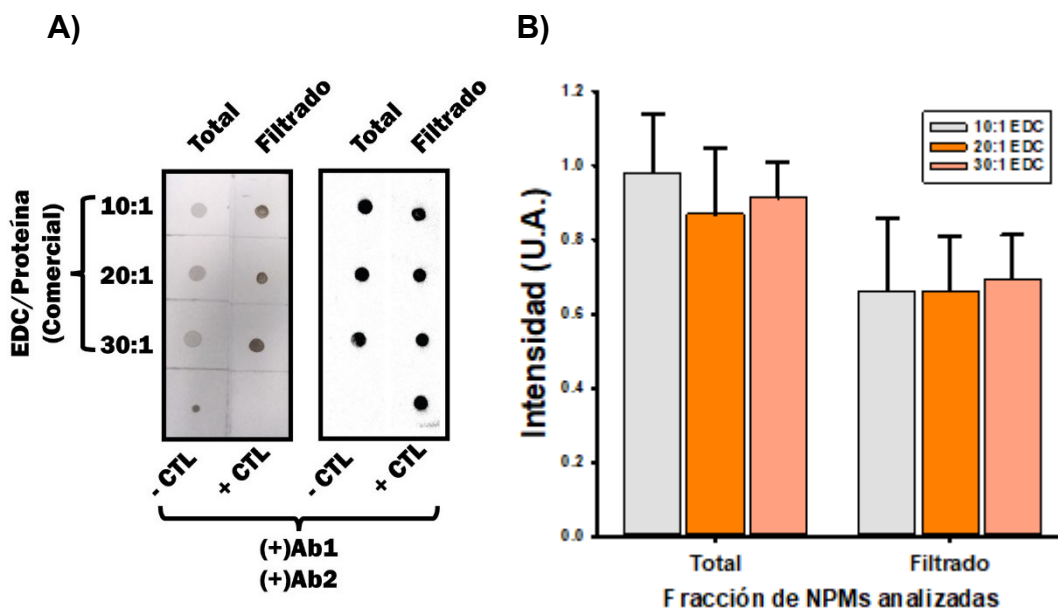 A)
Total
Filtrado
Total
Filtrado
EDC/Proteína
(Comercial)
10:1
20:1
30:1
- CTL
+ CTL
- CTL
+ CTL
(+)Ab1
(+)Ab2
B)
Intensidad (U.A.)
1.2
1.0
0.8
0.6
0.4
0.2
0.0
10:1 EDC
20:1 EDC
30:1 EDC
Total
Filtrado
Fracción de NPMs analizadas